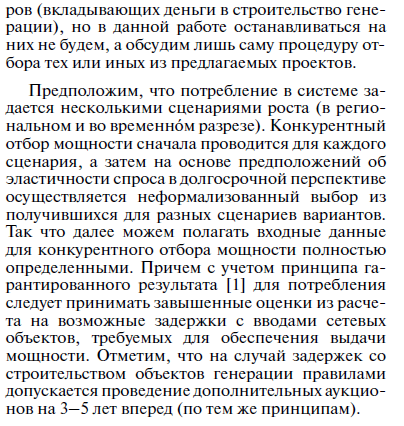 ров (вкладывающих деньги в строительство гене-
рации), но в данной работе останавливаться на
них не будем, а обсудим лишь саму процедуру от-
бора тех или иных из предлагаемых проектов.
Предположим, что потребление в системе за-
дается несколькими сценариями роста (в регио-
нальном и во временнóм разрезе). Конкурентный
отбор мощности сначала проводится для каждого
сценария, а затем на основе предположений об
эластичности спроса в долгосрочной перспективе
осуществляется неформализованный выбор из
получившихся для разных сценариев вариантов.
Так что далее можем полагать входные данные
для конкурентного отбора мощности полностью
определенными. Причем с учетом принципа га-
рантированного результата [1] для потребления
следует принимать завышенные оценки из расче-
та на возможные задержки с вводами сетевых
объектов, требуемых для обеспечения выдачи
мощности. Отметим, что на случай задержек со
строительством объектов генерации правилами
допускается проведение дополнительных аукцио-
нов на 3–5 лет вперед (по тем же принципам).